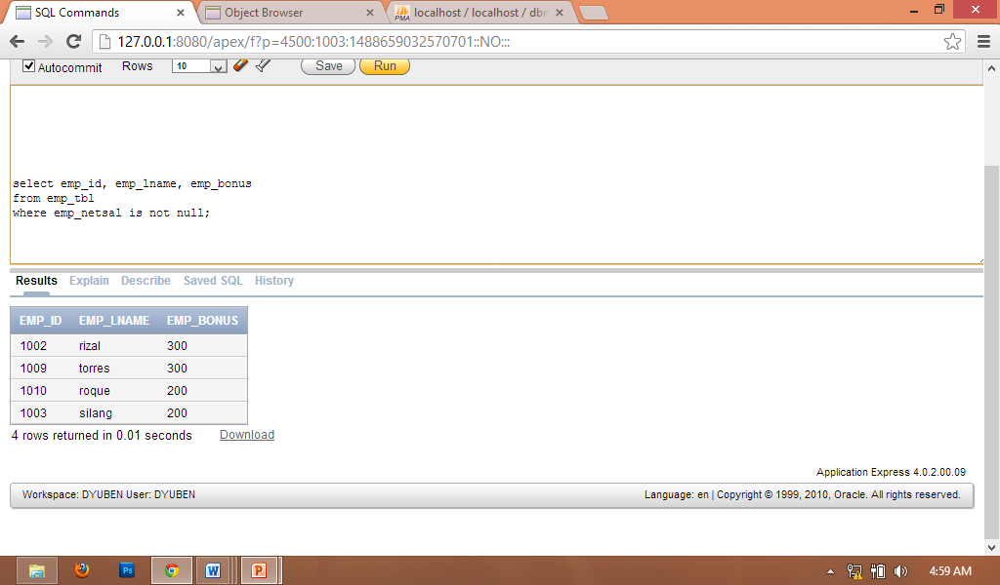 SQL Commands
Object Browser
localhost / localhost / dbn
127.0.0.1:8080/apex/f?p=4500:1003:1488659032570701::NO:::
Autocommit Rows 10 Save Run
select emp_id, emp_lname, emp_bonus
from emp_tbl
where emp_netsal is not null;
Results Explain Describe Saved SQL History
EMP_ID EMP_LNAME EMP_BONUS
1002 rizal 300
1009 torres 300
1010 roque 200
1003 silang 200
4 rows returned in 0.01 seconds Download
Application Express 4.0.2.00.09
Workspace: DYUBEN User: DYUBEN
Language: en | Copyright © 1999, 2010, Oracle. All rights reserved.
4:59 AM